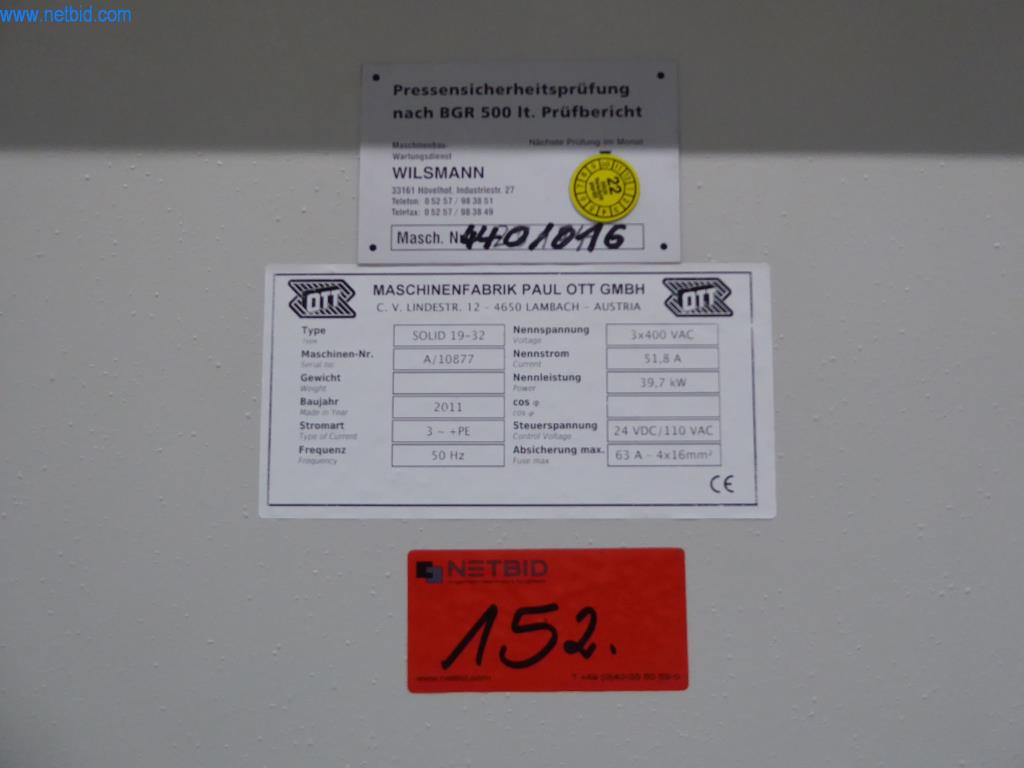 www.netbid.com
Pressensicherheitsprüfung
nach BGR 500 lt. Prüfbericht
Maschinenbau-
Wartungsdienst
Nächste Prüfung im Monat
WILSMANN
33161 Hövelhof, Industriestr. 27
Telefon 0 52 57 / 98 38 51
Telefax: 0 52 57 / 98 38 49
22
Masch. Nr. 4401016
OTT
MASCHINENFABRIK PAUL OTT GMBH
C. V. LINDESTR. 12 - 4650 LAMBACH - AUSTRIA
OTT
Type SOLID 19-32 Nennspannung 3x400 VAC
Type Voltage
Maschinen-Nr. A/10877 Nennstrom 51,8 A
Serial no. Current
Gewicht Nennleistung 39,7 kW
Weight Power
Baujahr 2011 cos φ
Made in Year cos φ
Stromart 3 ~ +PE Steuerspannung 24 VDC/110 VAC
Type of Current Control Voltage
Frequenz 50 Hz Absicherung max. 63 A - 4x16mm²
Frequency Fuse max
CE
NETBID
152.
www.netbid.com